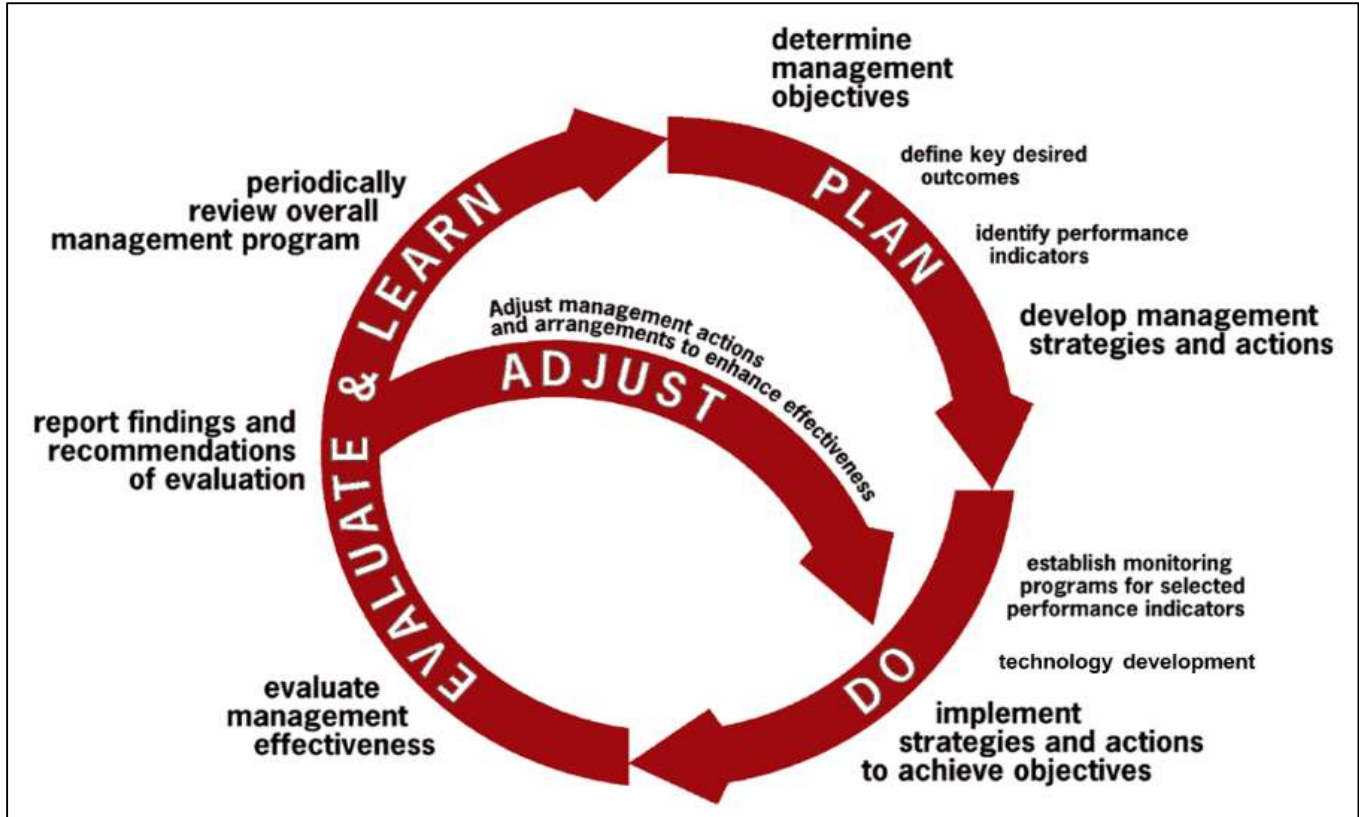 determine
management
objectives
define key desired
outcomes
PLAN
identify performance
indicators
develop management
strategies and actions
establish monitoring
programs for selected
performance indicators
technology development
DO
implement
strategies and actions
to achieve objectives
evaluate
management
effectiveness
EVALUATE & LEARN
report findings and
recommendations
of evaluation
periodically
review overall
management program
Adjust management actions
and arrangements to enhance effectiveness
ADJUST